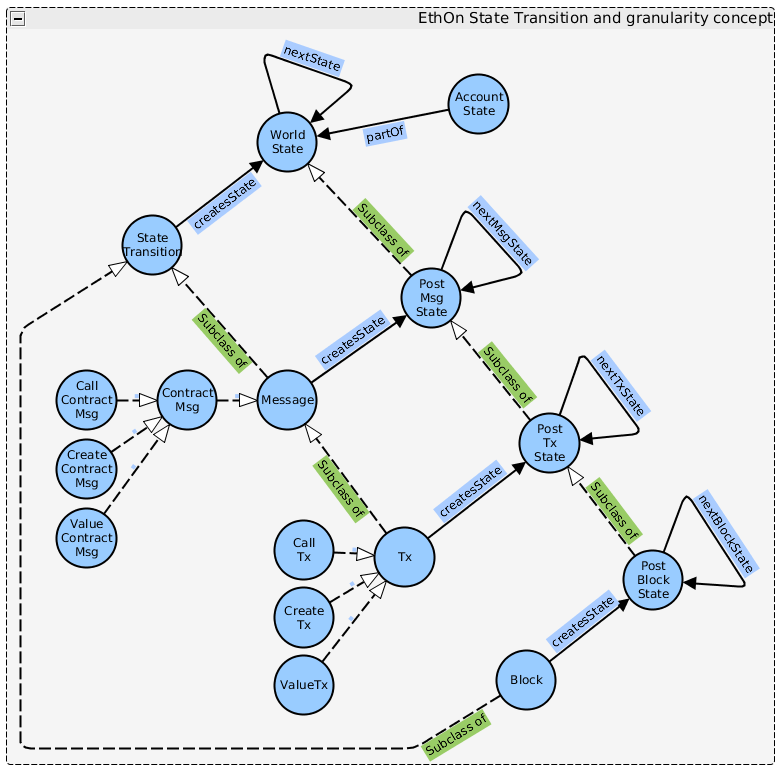 EthOn State Transition and granularity concept
nextState
Account
State
World
State
partOf
createsState
Subclass of
nextMsgState
State
Transition
Post
Msg
State
Subclass of
createsState
Subclass of
nextTxState
Call
Contract
Msg
Contract
Msg
Message
Create
Contract
Msg
Post
Tx
State
Subclass of
createsState
Subclass of
nextBlockState
Value
Contract
Msg
Call
Tx
Tx
Post
Block
State
Create
Tx
createsState
ValueTx
Block
Subclass of